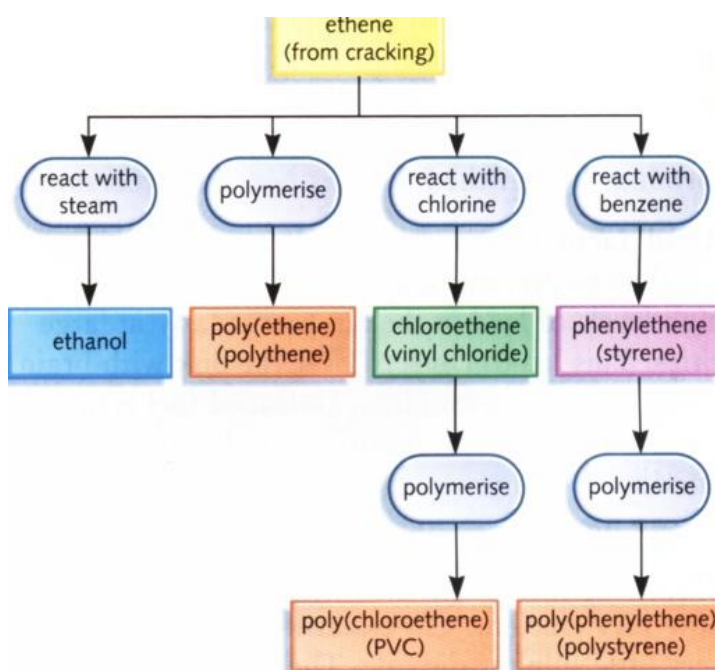 ethene
(from cracking)
react with
steam
polymerise
react with
chlorine
react with
benzene
ethanol
poly(ethene)
(polythene)
chloroethene
(vinyl chloride)
phenylethene
(styrene)
polymerise
polymerise
poly(chloroethene)
(PVC)
poly(phenylethene)
(polystyrene)